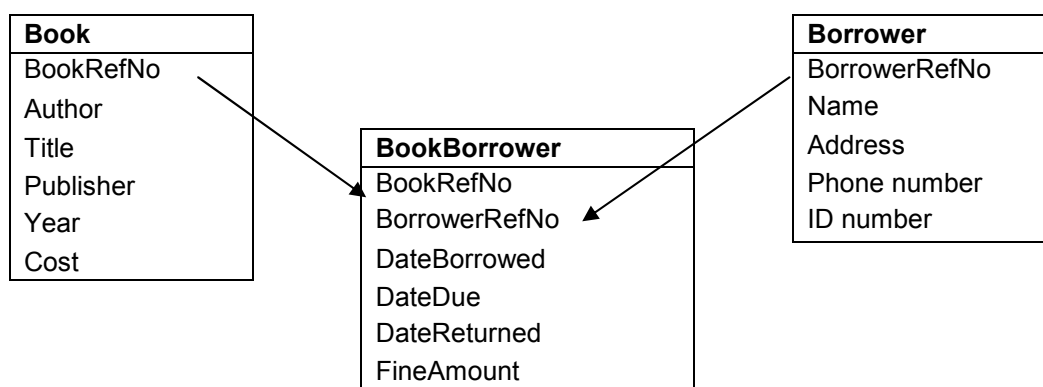 Book
BookRefNo
Author
Title
Publisher
Year
Cost
BookBorrower
BookRefNo
BorrowerRefNo
DateBorrowed
DateDue
DateReturned
FineAmount
Borrower
BorrowerRefNo
Name
Address
Phone number
ID number